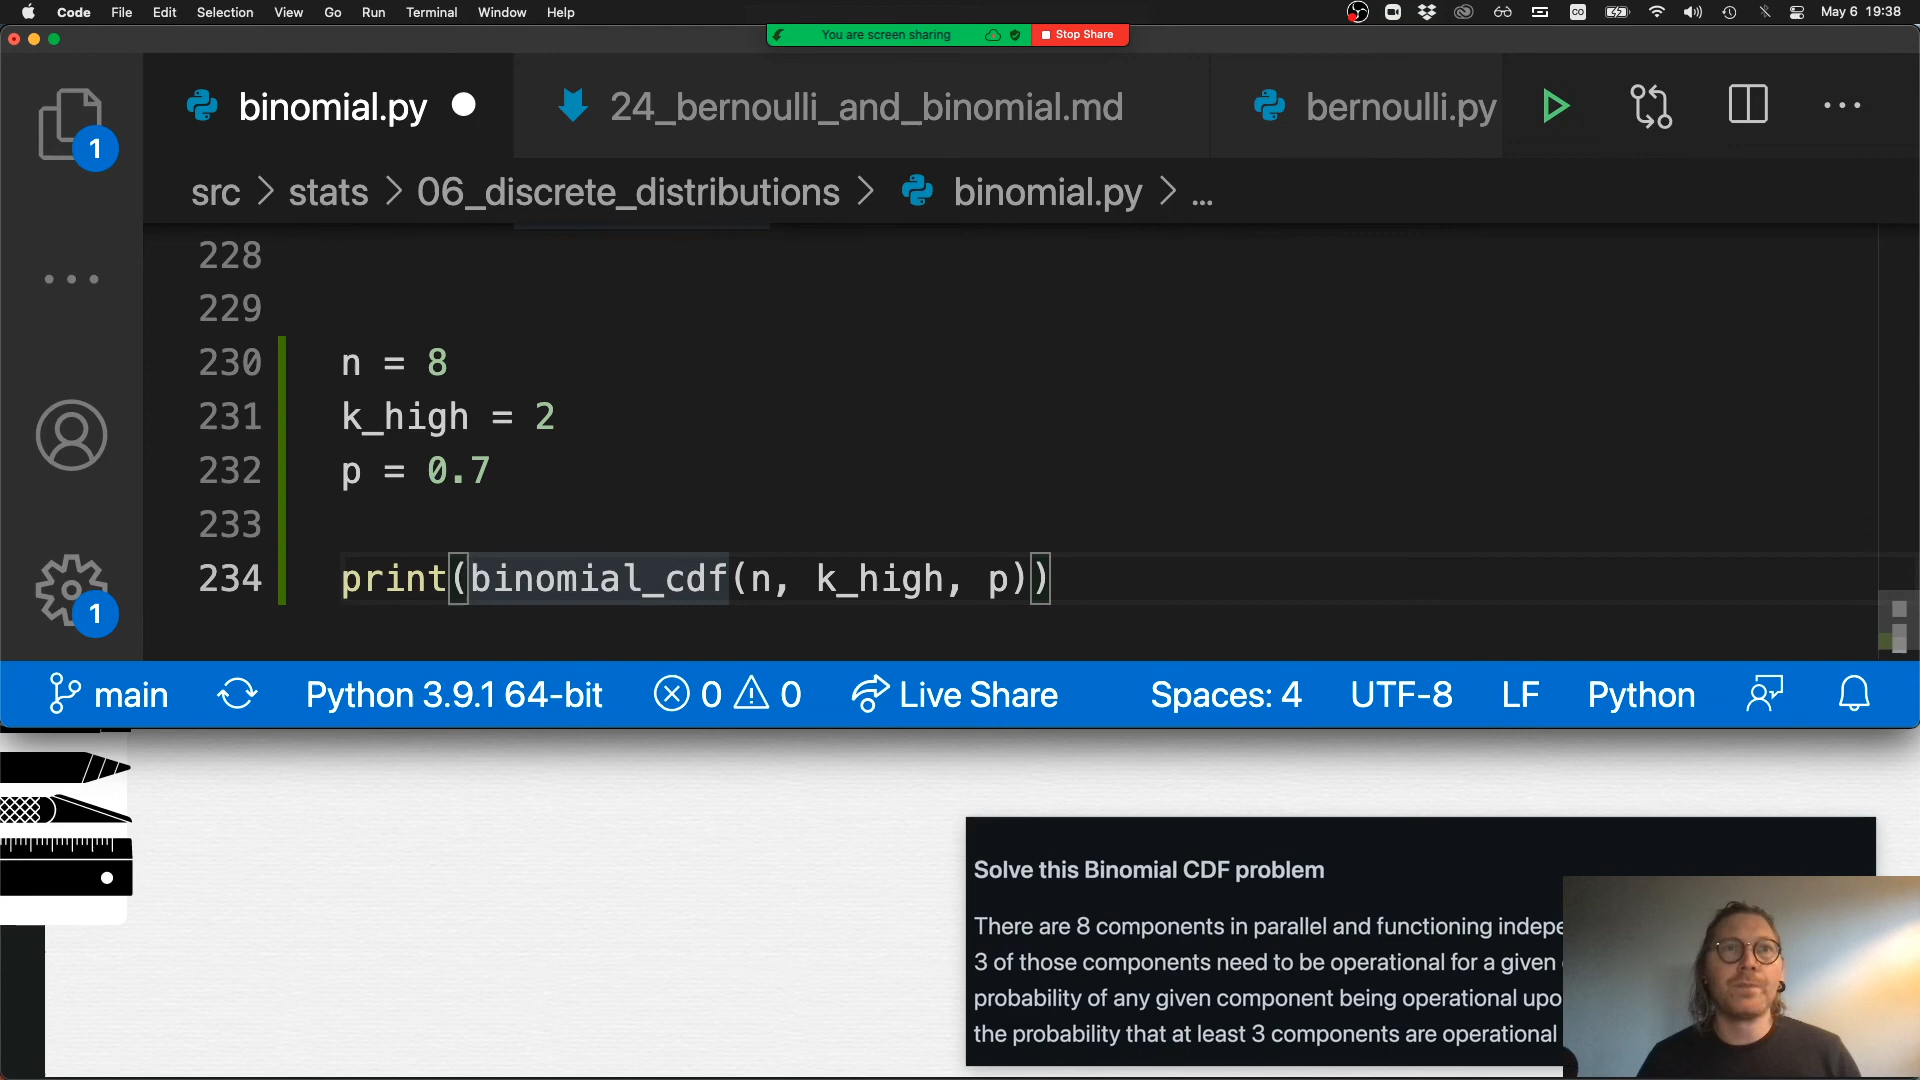 Code File Edit Selection View Go Run Terminal Window Help May 6 19:38
You are screen sharing Stop Share
binomial.py 24_bernoulli_and_binomial.md bernoulli.py
1
src > stats > 06_discrete_distributions > binomial.py > ...
228
229
230 n = 8
231 k_high = 2
232 p = 0.7
233
234 print(binomial_cdf(n, k_high, p))
1
main Python 3.9.1 64-bit 0 0 Live Share Spaces: 4 UTF-8 LF Python
Solve this Binomial CDF problem
There are 8 components in parallel and functioning indepe
3 of those components need to be operational for a given
probability of any given component being operational upo
the probability that at least 3 components are operational